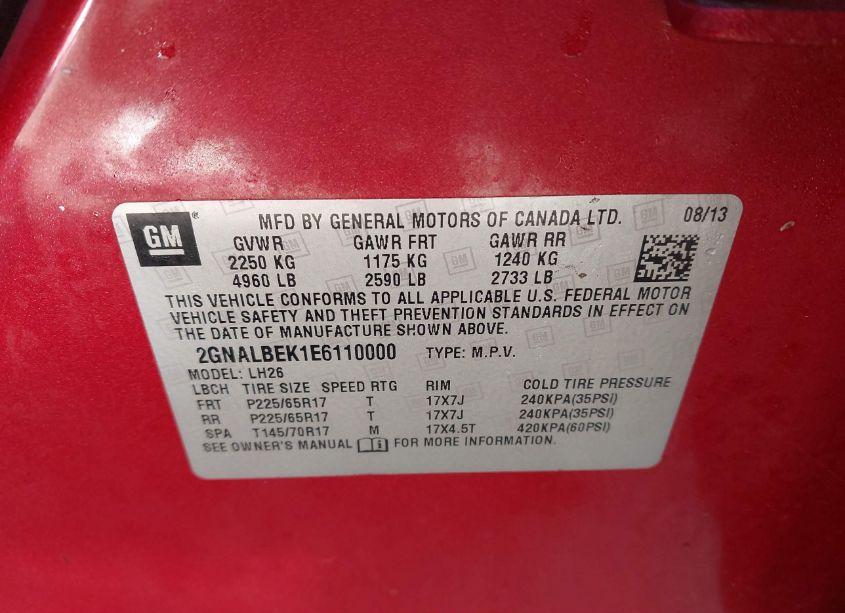 GM ® MFD BY GENERAL MOTORS OF CANADA LTD. 08/13
GVWR GAWR FRT GAWR RR
2250 KG 1175 KG 1240 KG
4960 LB 2590 LB 2733 LB
THIS VEHICLE CONFORMS TO ALL APPLICABLE U.S. FEDERAL MOTOR
VEHICLE SAFETY AND THEFT PREVENTION STANDARDS IN EFFECT ON
THE DATE OF MANUFACTURE SHOWN ABOVE.
2GNALBEK1E6110000 TYPE: M.P.V.
MODEL: LH26
LBCH TIRE SIZE SPEED RTG RIM COLD TIRE PRESSURE
FRT P225/65R17 T 17X7J 240KPA(35PSI)
RR P225/65R17 T 17X7J 240KPA(35PSI)
SPA T145/70R17 M 17X4.5T 420KPA(60PSI)
SEE OWNER'S MANUAL FOR MORE INFORMATION.